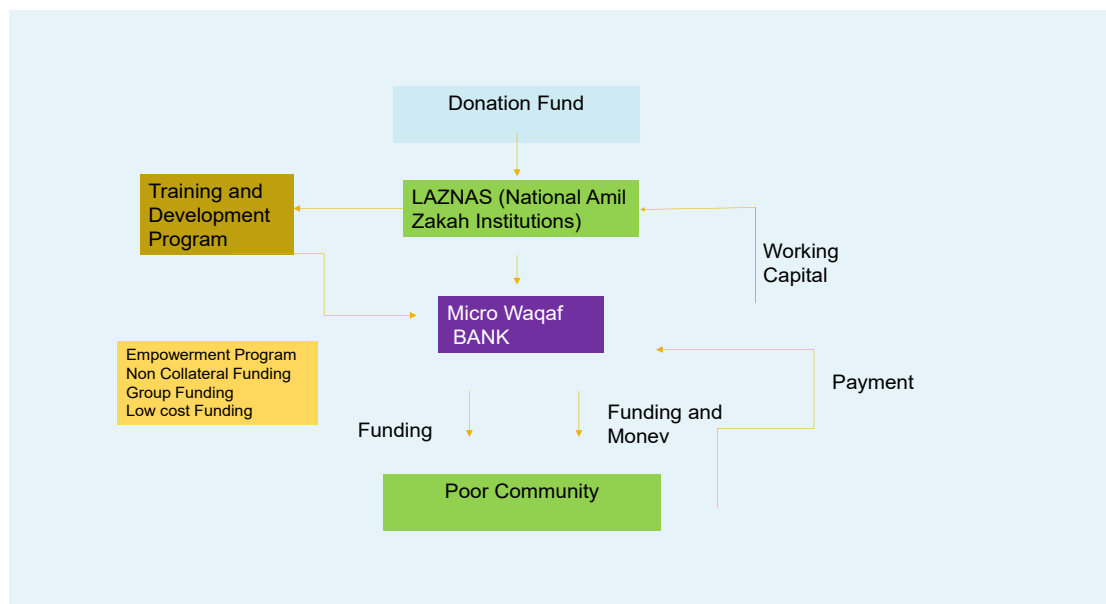 Donation Fund
Training and
Development
Program
LAZNAS (National Amil
Zakah Institutions)
Working
Capital
Micro Waqaf
BANK
Empowerment Program
Non Collateral Funding
Group Funding
Low cost Funding
Payment
Funding
Funding and
Monev
Poor Community